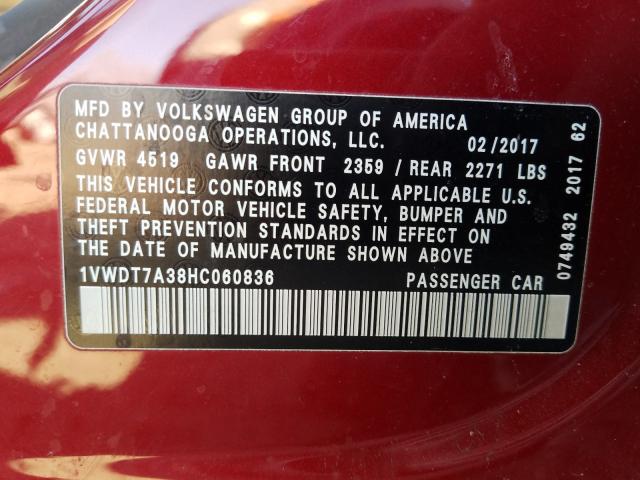 MFD BY VOLKSWAGEN GROUP OF AMERICA
CHATTANOOGA OPERATIONS, LLC. 02/2017
GVWR 4519 GAWR FRONT 2359 / REAR 2271 LBS
THIS VEHICLE CONFORMS TO ALL APPLICABLE U.S.
FEDERAL MOTOR VEHICLE SAFETY, BUMPER AND
THEFT PREVENTION STANDARDS IN EFFECT ON
THE DATE OF MANUFACTURE SHOWN ABOVE
1VWDT7A38HC060836 PASSENGER CAR
0749432 2017 62